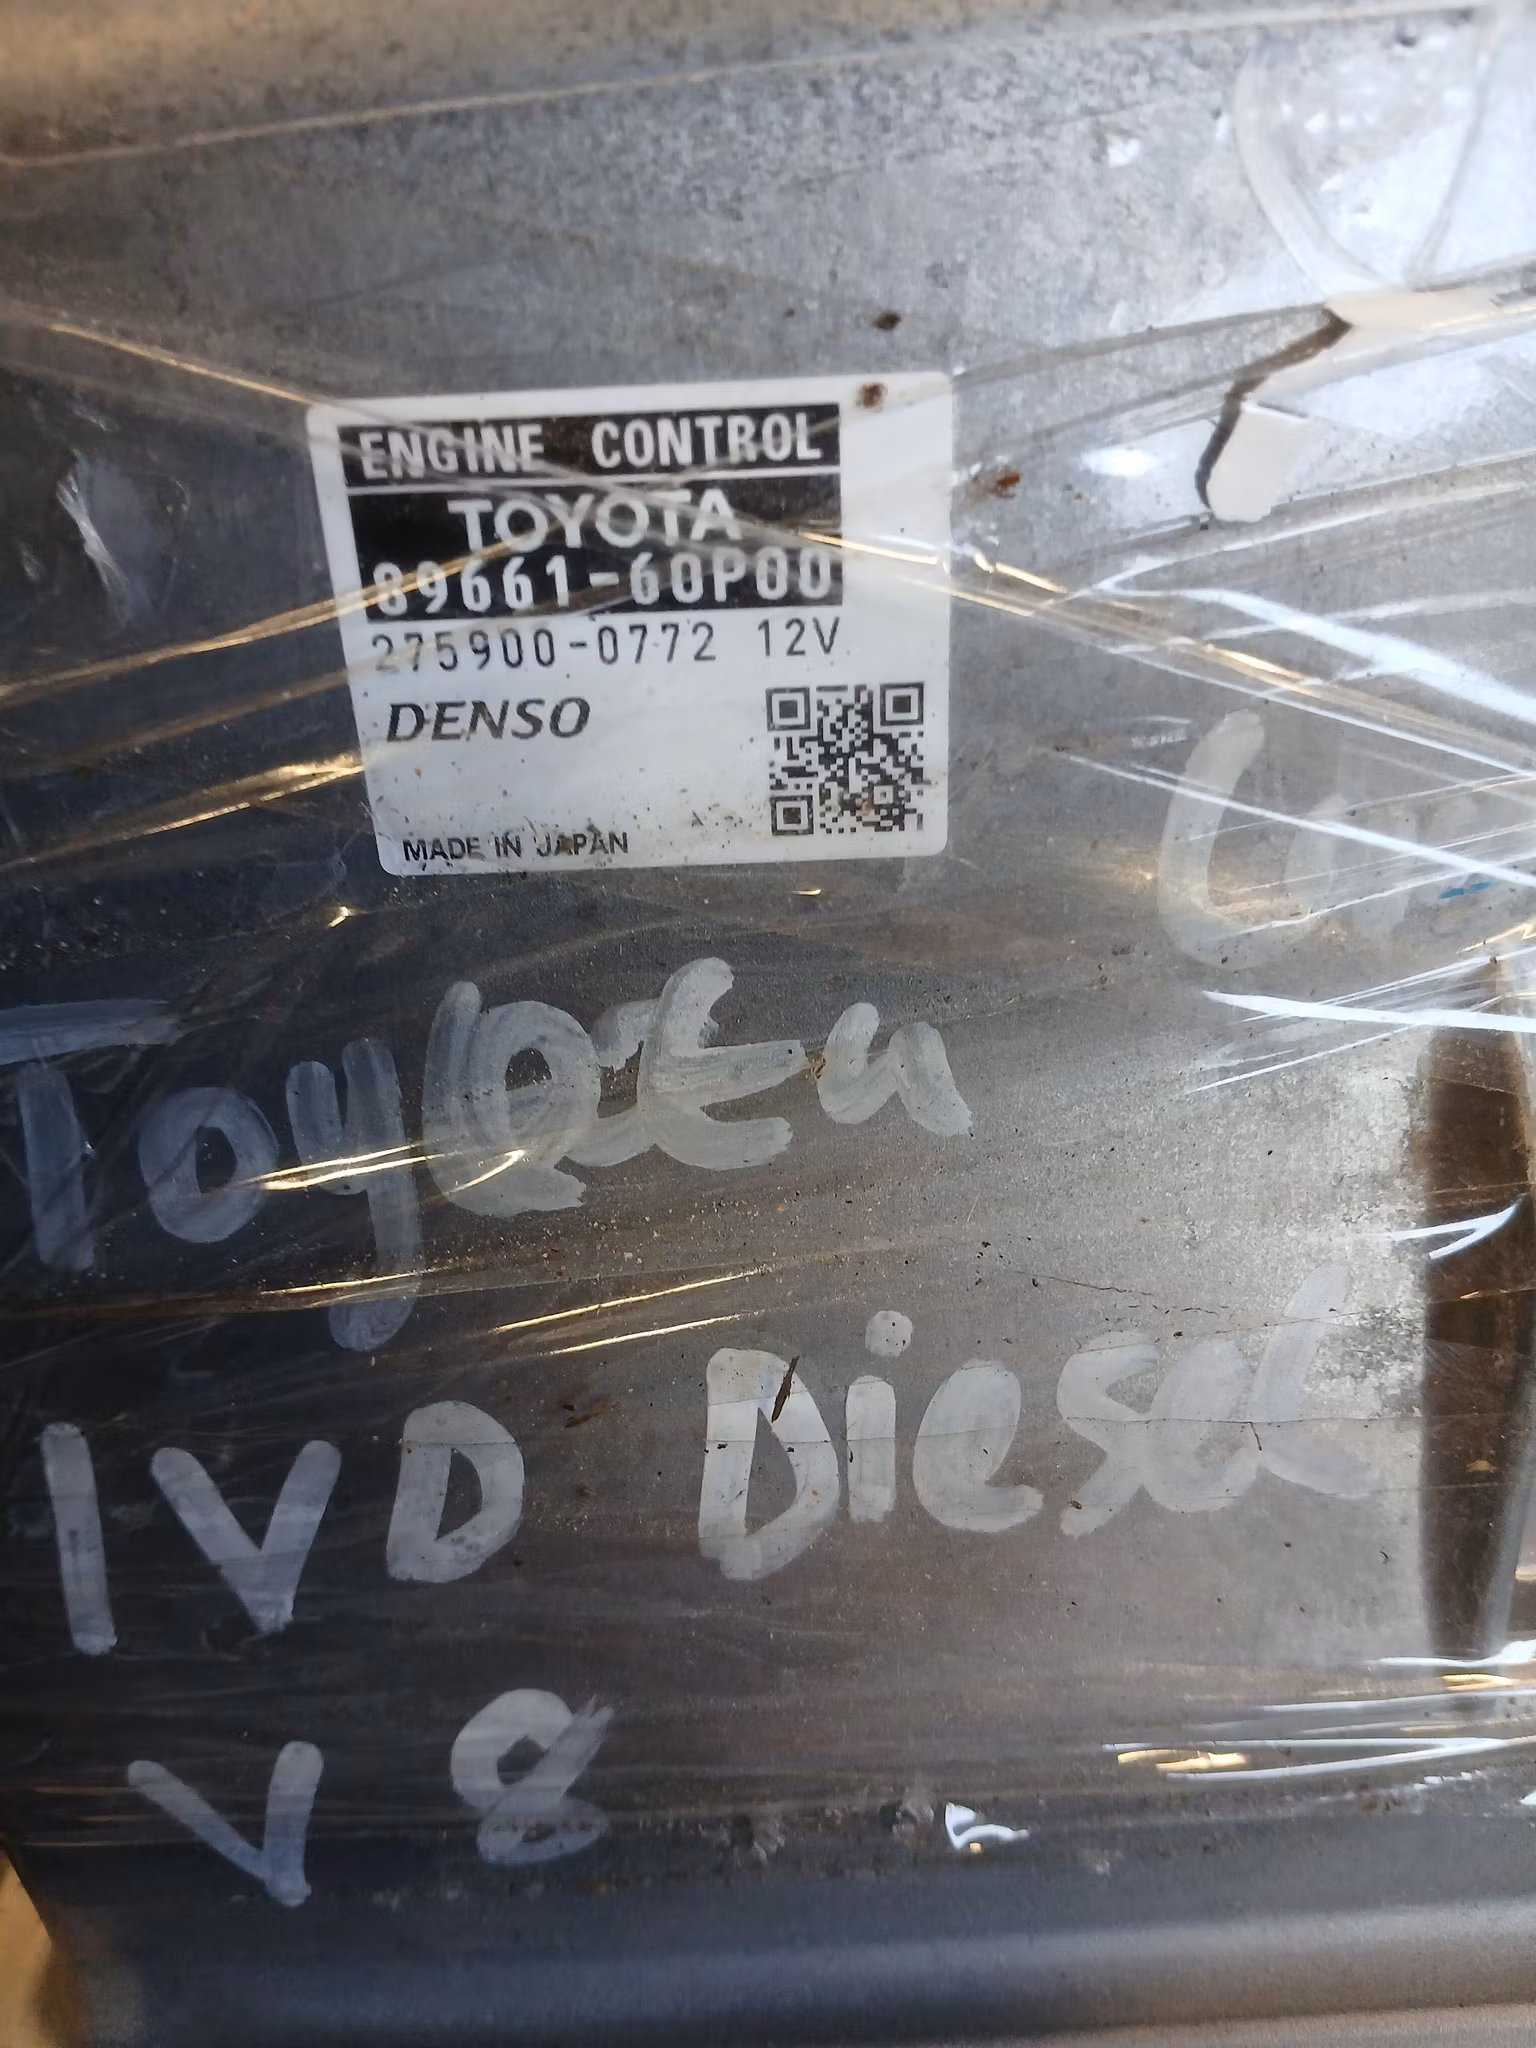 ENGINE CONTROL
TOYOTA
89661-60P00
275900-0772 12V
DENSO
MADE IN JAPAN
Toyota
1VD Diesel
V8